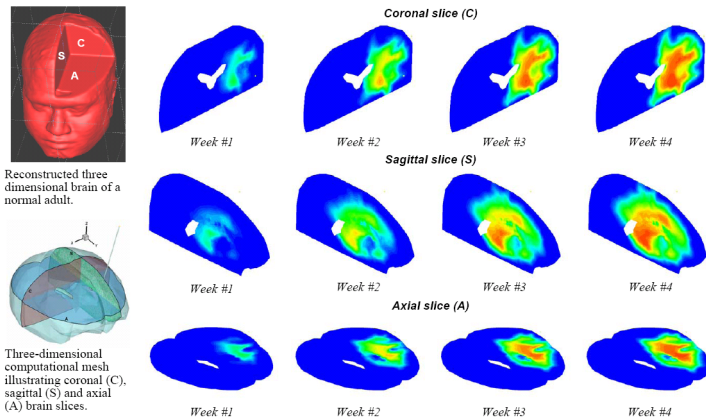 Coronal slice (C)
C
S
A
Week #1
Week #2
Week #3
Week #4
Reconstructed three
dimensional brain of a
normal adult.
Sagittal slice (S)
Week #1
Week #2
Week #3
Week #4
Axial slice (A)
Three-dimensional
computational mesh
illustrating coronal (C),
sagittal (S) and axial
(A) brain slices.
Week #1
Week #2
Week #3
Week #4